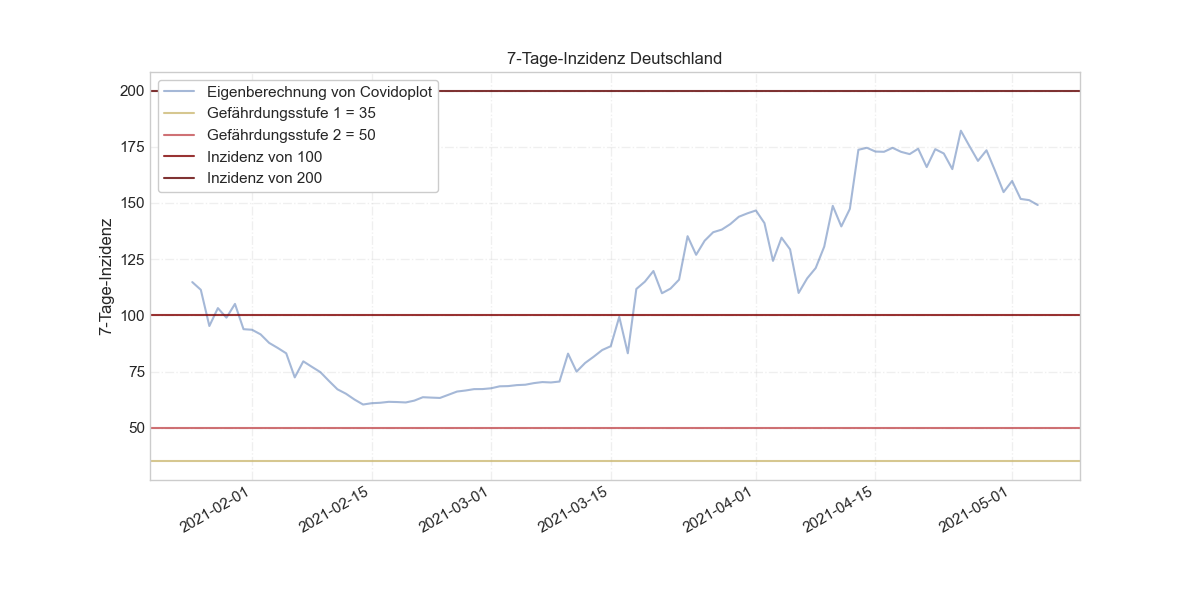 7-Tage-Inzidenz Deutschland
200
175
150
125
100
75
50
7-Tage-Inzidenz
Eigenberechnung von Covidoplot
Gefährdungsstufe 1 = 35
Gefährdungsstufe 2 = 50
Inzidenz von 100
Inzidenz von 200
2021-02-01
2021-02-15
2021-03-01
2021-03-15
2021-04-01
2021-04-15
2021-05-01